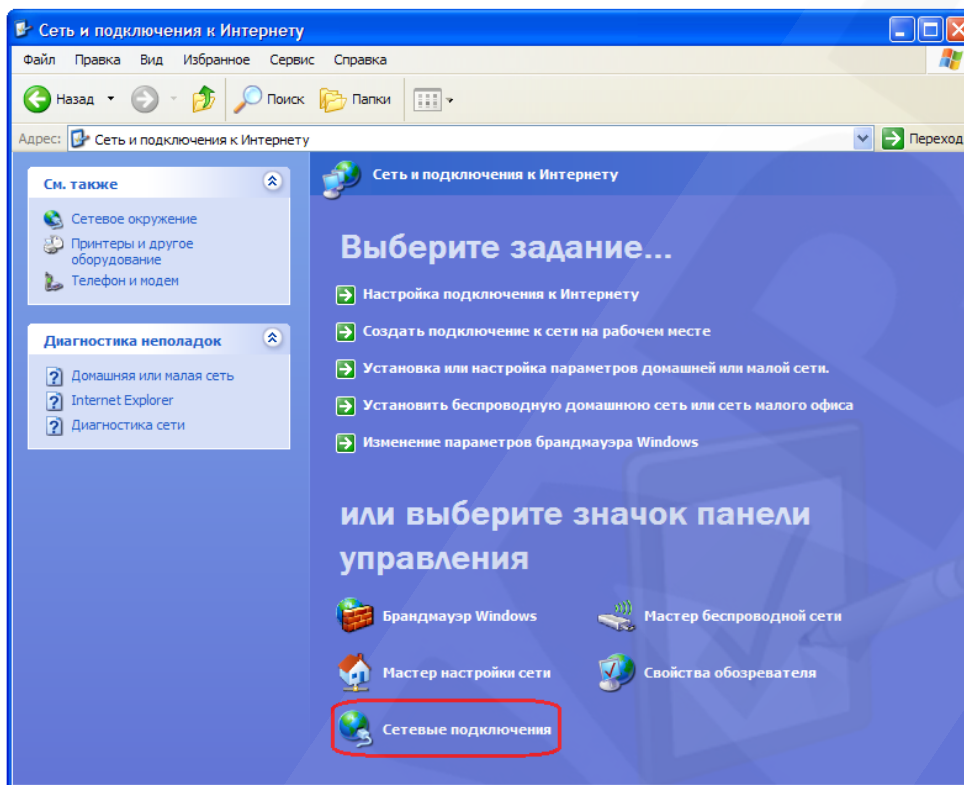 Сеть и подключения к Интернету
Файл Правка Вид Избранное Сервис Справка
Назад Поиск Папки
Адрес: Сеть и подключения к Интернету Переход
См. также
Сетевое окружение
Принтеры и другое
оборудование
Телефон и модем
Диагностика неполадок
Домашняя или малая сеть
Internet Explorer
Диагностика сети
Сеть и подключения к Интернету
Выберите задание...
Настройка подключения к Интернету
Создать подключение к сети на рабочем месте
Установка или настройка параметров домашней или малой сети.
Установить беспроводную домашнюю сеть или сеть малого офиса
Изменение параметров брандмауэра Windows
или выберите значок панели
управления
Брандмауэр Windows Мастер беспроводной сети
Мастер настройки сети Свойства обозревателя
Сетевые подключения